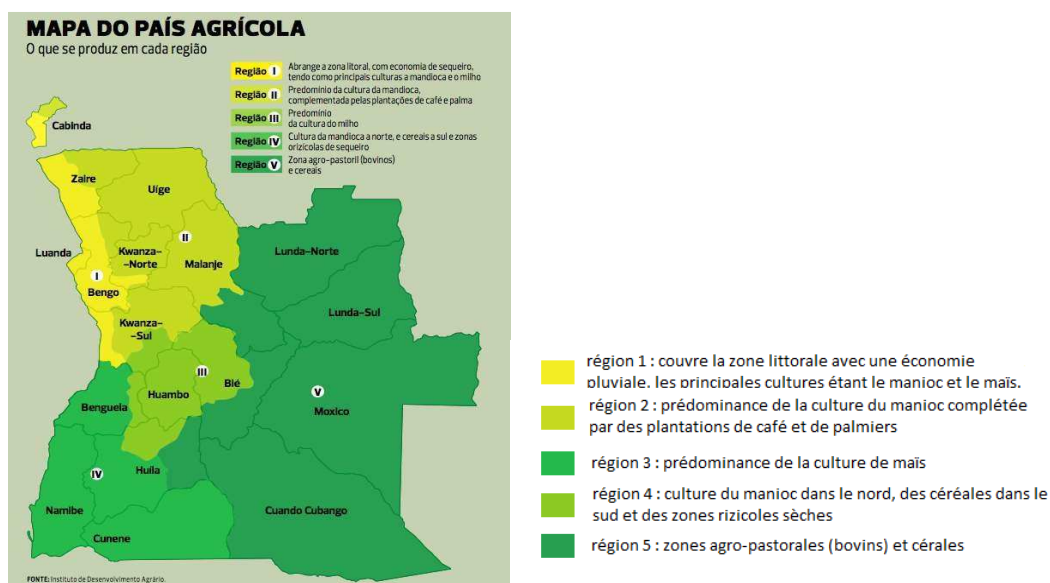 MAPA DO PAÍS AGRÍCOLA
O que se produz em cada região
Região I
Abrange a zona litoral, com economia de sequeiro,
tendo como principais culturas a mandioca e o milho
Região II
Predomínio da cultura da mandioca,
complementada pelas plantações de café e palma
Região III
Predomínio
da cultura do milho
Região IV
Cultura da mandioca a norte, e cereais a sul e zonas
orizícolas de sequeiro
Região V
Zona agro-pastoril (bovinos)
e cereais
Cabinda
Zaire
Uíge
Luanda
Kwanza-
-Norte
II
Malanje
Lunda-Norte
I
Bengo
Kwanza-
-Sul
Lunda-Sul
III
Bié
Huambo
Benguela
V
Moxico
IV
Huíla
Namibe
Cunene
Cuando Cubango
FONTE: Instituto de Desenvolvimento Agrário
région 1 : couvre la zone littorale avec une économie
pluviale, les principales cultures étant le manioc et le maïs.
région 2 : prédominance de la culture du manioc complétée
par des plantations de café et de palmiers
région 3 : prédominance de la culture de maïs
région 4 : culture du manioc dans le nord, des céréales dans le
sud et des zones rizicoles sèches
région 5 : zones agro-pastorales (bovins) et cérales